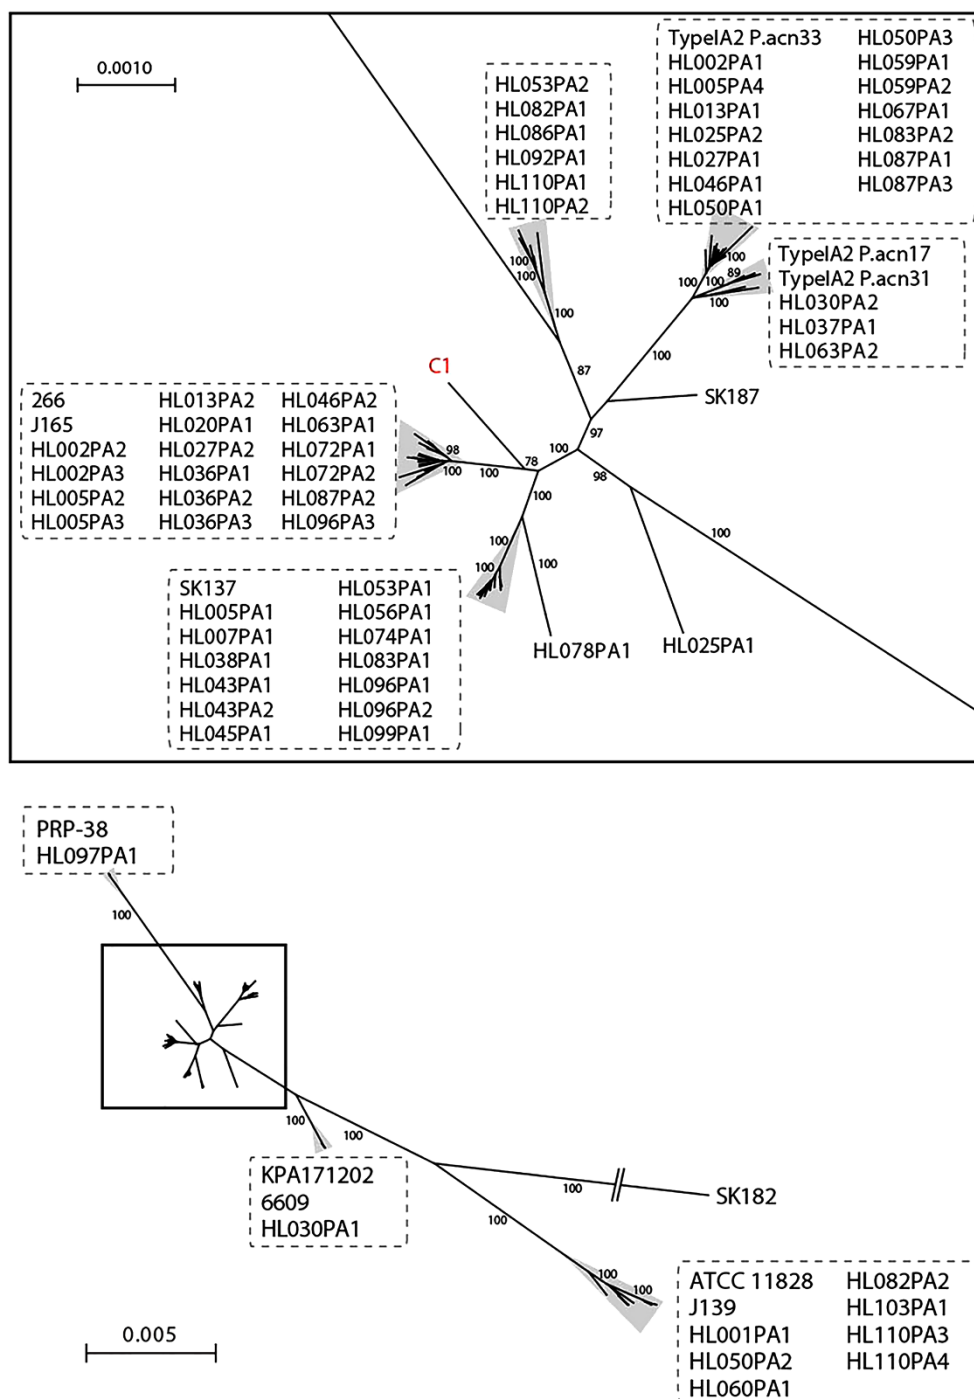 0.0010
HL053PA2
HL082PA1
HL086PA1
HL092PA1
HL110PA1
HL110PA2
TypeIA2 P.acn33 HL050PA3
HL002PA1 HL059PA1
HL005PA4 HL059PA2
HL013PA1 HL067PA1
HL025PA2 HL083PA2
HL027PA1 HL087PA1
HL046PA1 HL087PA3
HL050PA1
TypeIA2 P.acn17
TypeIA2 P.acn31
HL030PA2
HL037PA1
HL063PA2
100
100
100
100
100
100
89
100
100
87
SK187
C1
97
100
98
78
266 HL013PA2 HL046PA2
J165 HL020PA1 HL063PA1
HL002PA2 HL027PA2 HL072PA1
HL002PA3 HL036PA1 HL072PA2
HL005PA2 HL036PA2 HL087PA2
HL005PA3 HL036PA3 HL096PA3
98
100
100
100
100
100
100
100
HL078PA1
HL025PA1
SK137 HL053PA1
HL005PA1 HL056PA1
HL007PA1 HL074PA1
HL038PA1 HL083PA1
HL043PA1 HL096PA1
HL043PA2 HL096PA2
HL045PA1 HL099PA1
PRP-38
HL097PA1
100
100
100
KPA171202
6609
HL030PA1
100
SK182
100
100
100
ATCC 11828 HL082PA2
J139 HL103PA1
HL001PA1 HL110PA3
HL050PA2 HL110PA4
HL060PA1
0.005